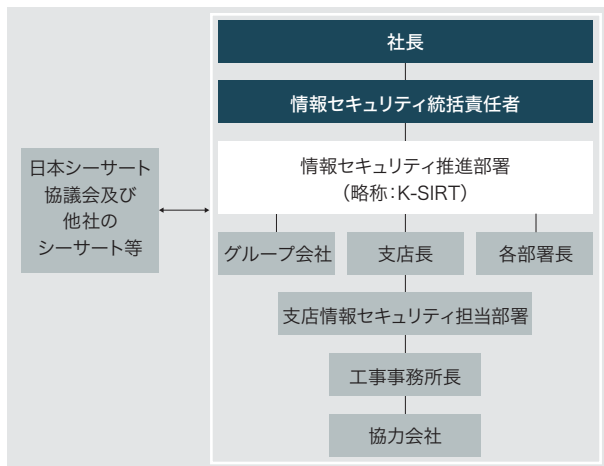 社長
情報セキュリティ統括責任者
情報セキュリティ推進部署
（略称：K-SIRT）
日本シーサート
協議会及び
他社の
シーサート等
グループ会社
支店長
各部署長
支店情報セキュリティ担当部署
工事事務所長
協力会社